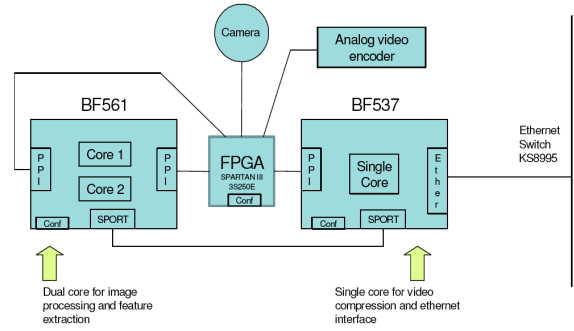 Camera
Analog video
encoder
BF561
BF537
Ethernet
Switch
KS8995
PPI
Core 1
Core 2
PPI
SPORT
Conf
FPGA
SPARTAN III
3S250E
Conf
PPI
Single
Core
Ether
Conf
SPORT
Dual core for image
processing and feature
extraction
Single core for video
compression and ethernet
interface